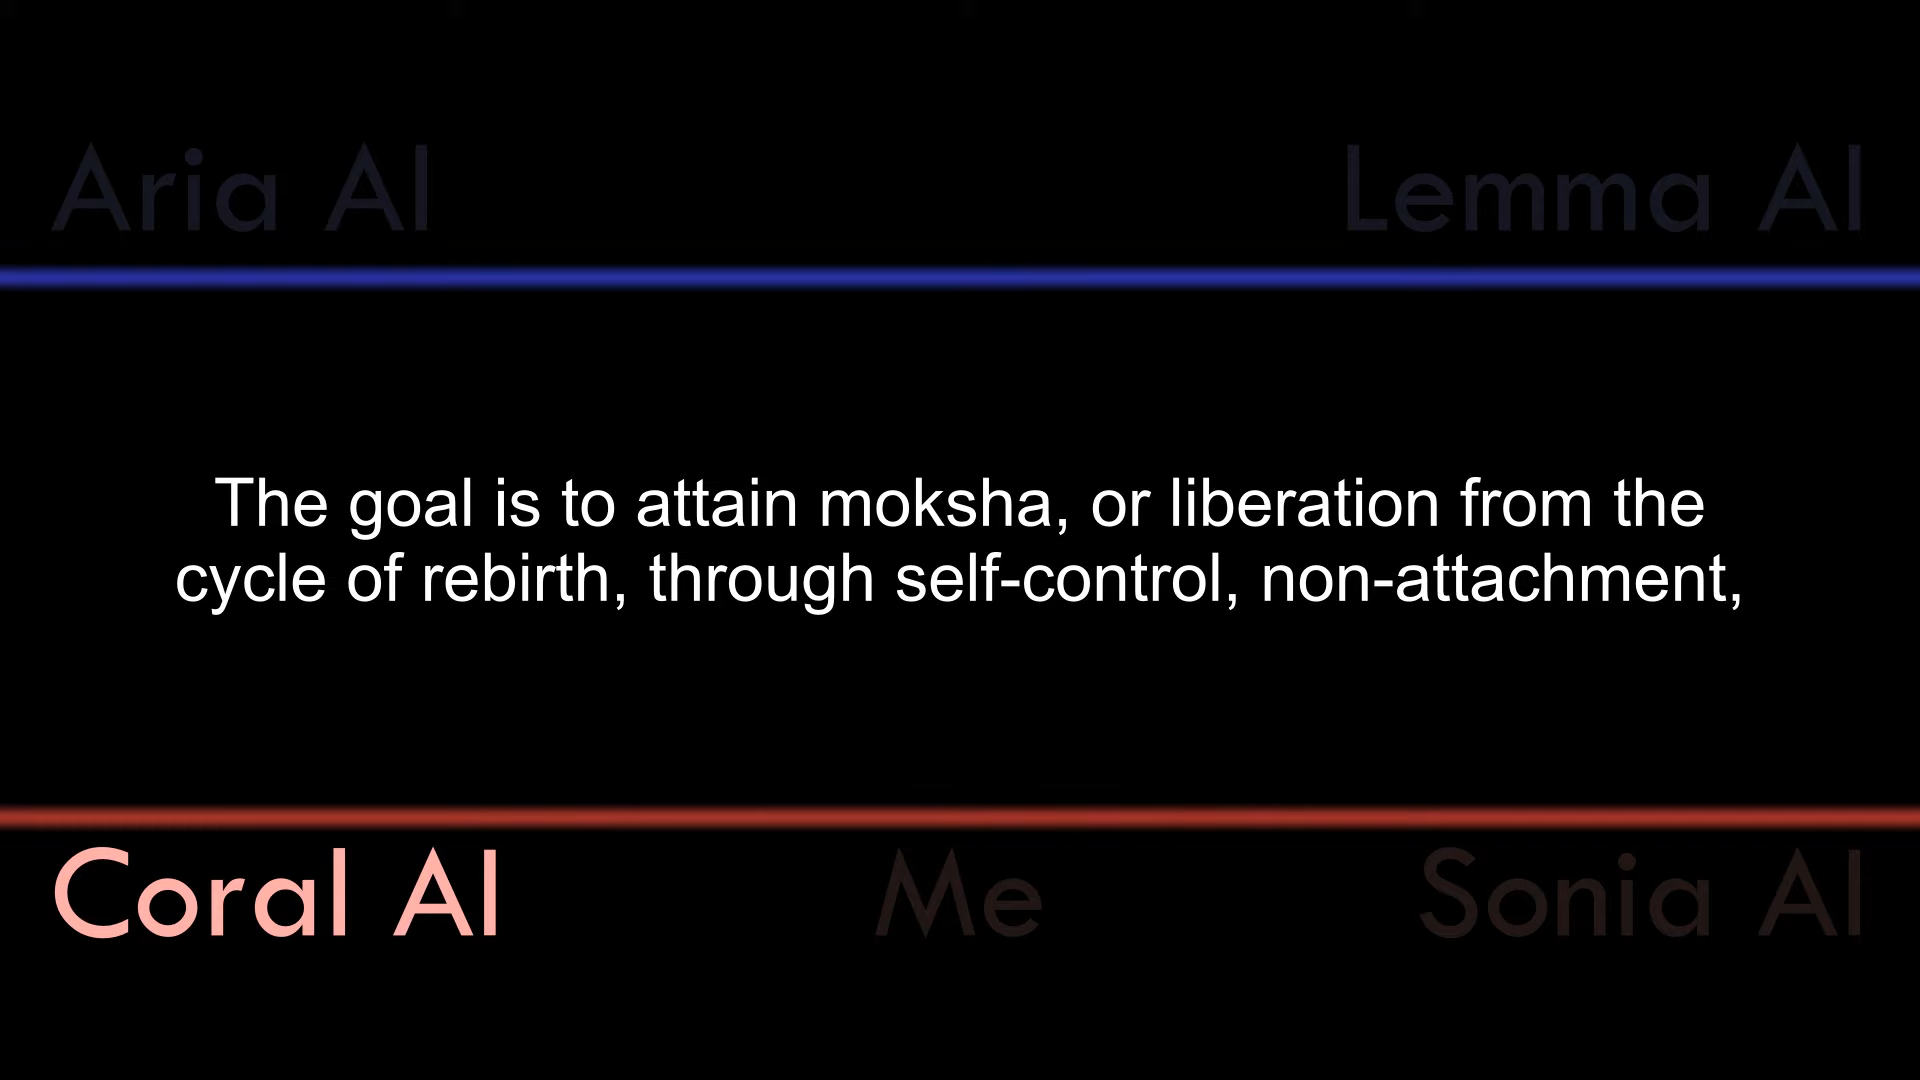 Aria AI
Lemma AI
The goal is to attain moksha, or liberation from the
cycle of rebirth, through self-control, non-attachment,
Coral AI
Me
Sonia AI